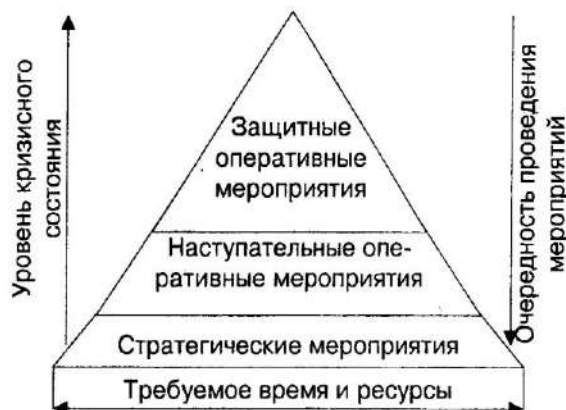 Уровень кризисного
состояния
Защитные
оперативные
мероприятия
Наступательные опе-
ративные мероприятия
Стратегические мероприятия
Требуемое время и ресурсы
Очередность проведения
мероприятий